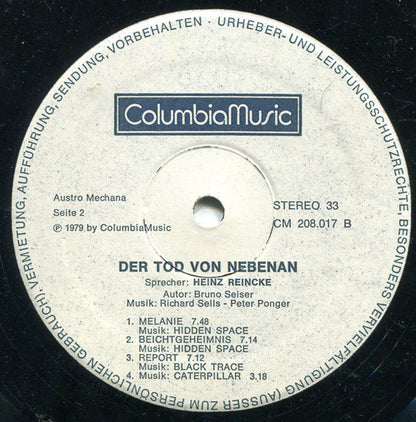 URHEBER- UND LEISTUNGSSCHUTZRECHTE, BESONDERS VERVIELFÄLTIGUNG (AUSSER ZUM PERSÖNLICHEN GEBRAUCH), VERMIETUNG, AUFFÜHRUNG, SENDUNG, VORBEHALTEN ·
ColumbiaMusic
Austro Mechana
Seite 2
℗ 1979 by ColumbiaMusic
STEREO 33
CM 208.017 B
DER TOD VON NEBENAN
Sprecher: HEINZ REINCKE
Autor: Bruno Seiser
Musik: Richard Sells - Peter Ponger
1. MELANIE 7.48
Musik: HIDDEN SPACE
2. BEICHTGEHEIMNIS 7.14
Musik: HIDDEN SPACE
3. REPORT 7.12
Musik: BLACK TRACE
4. Musik: CATERPILLAR 3.18